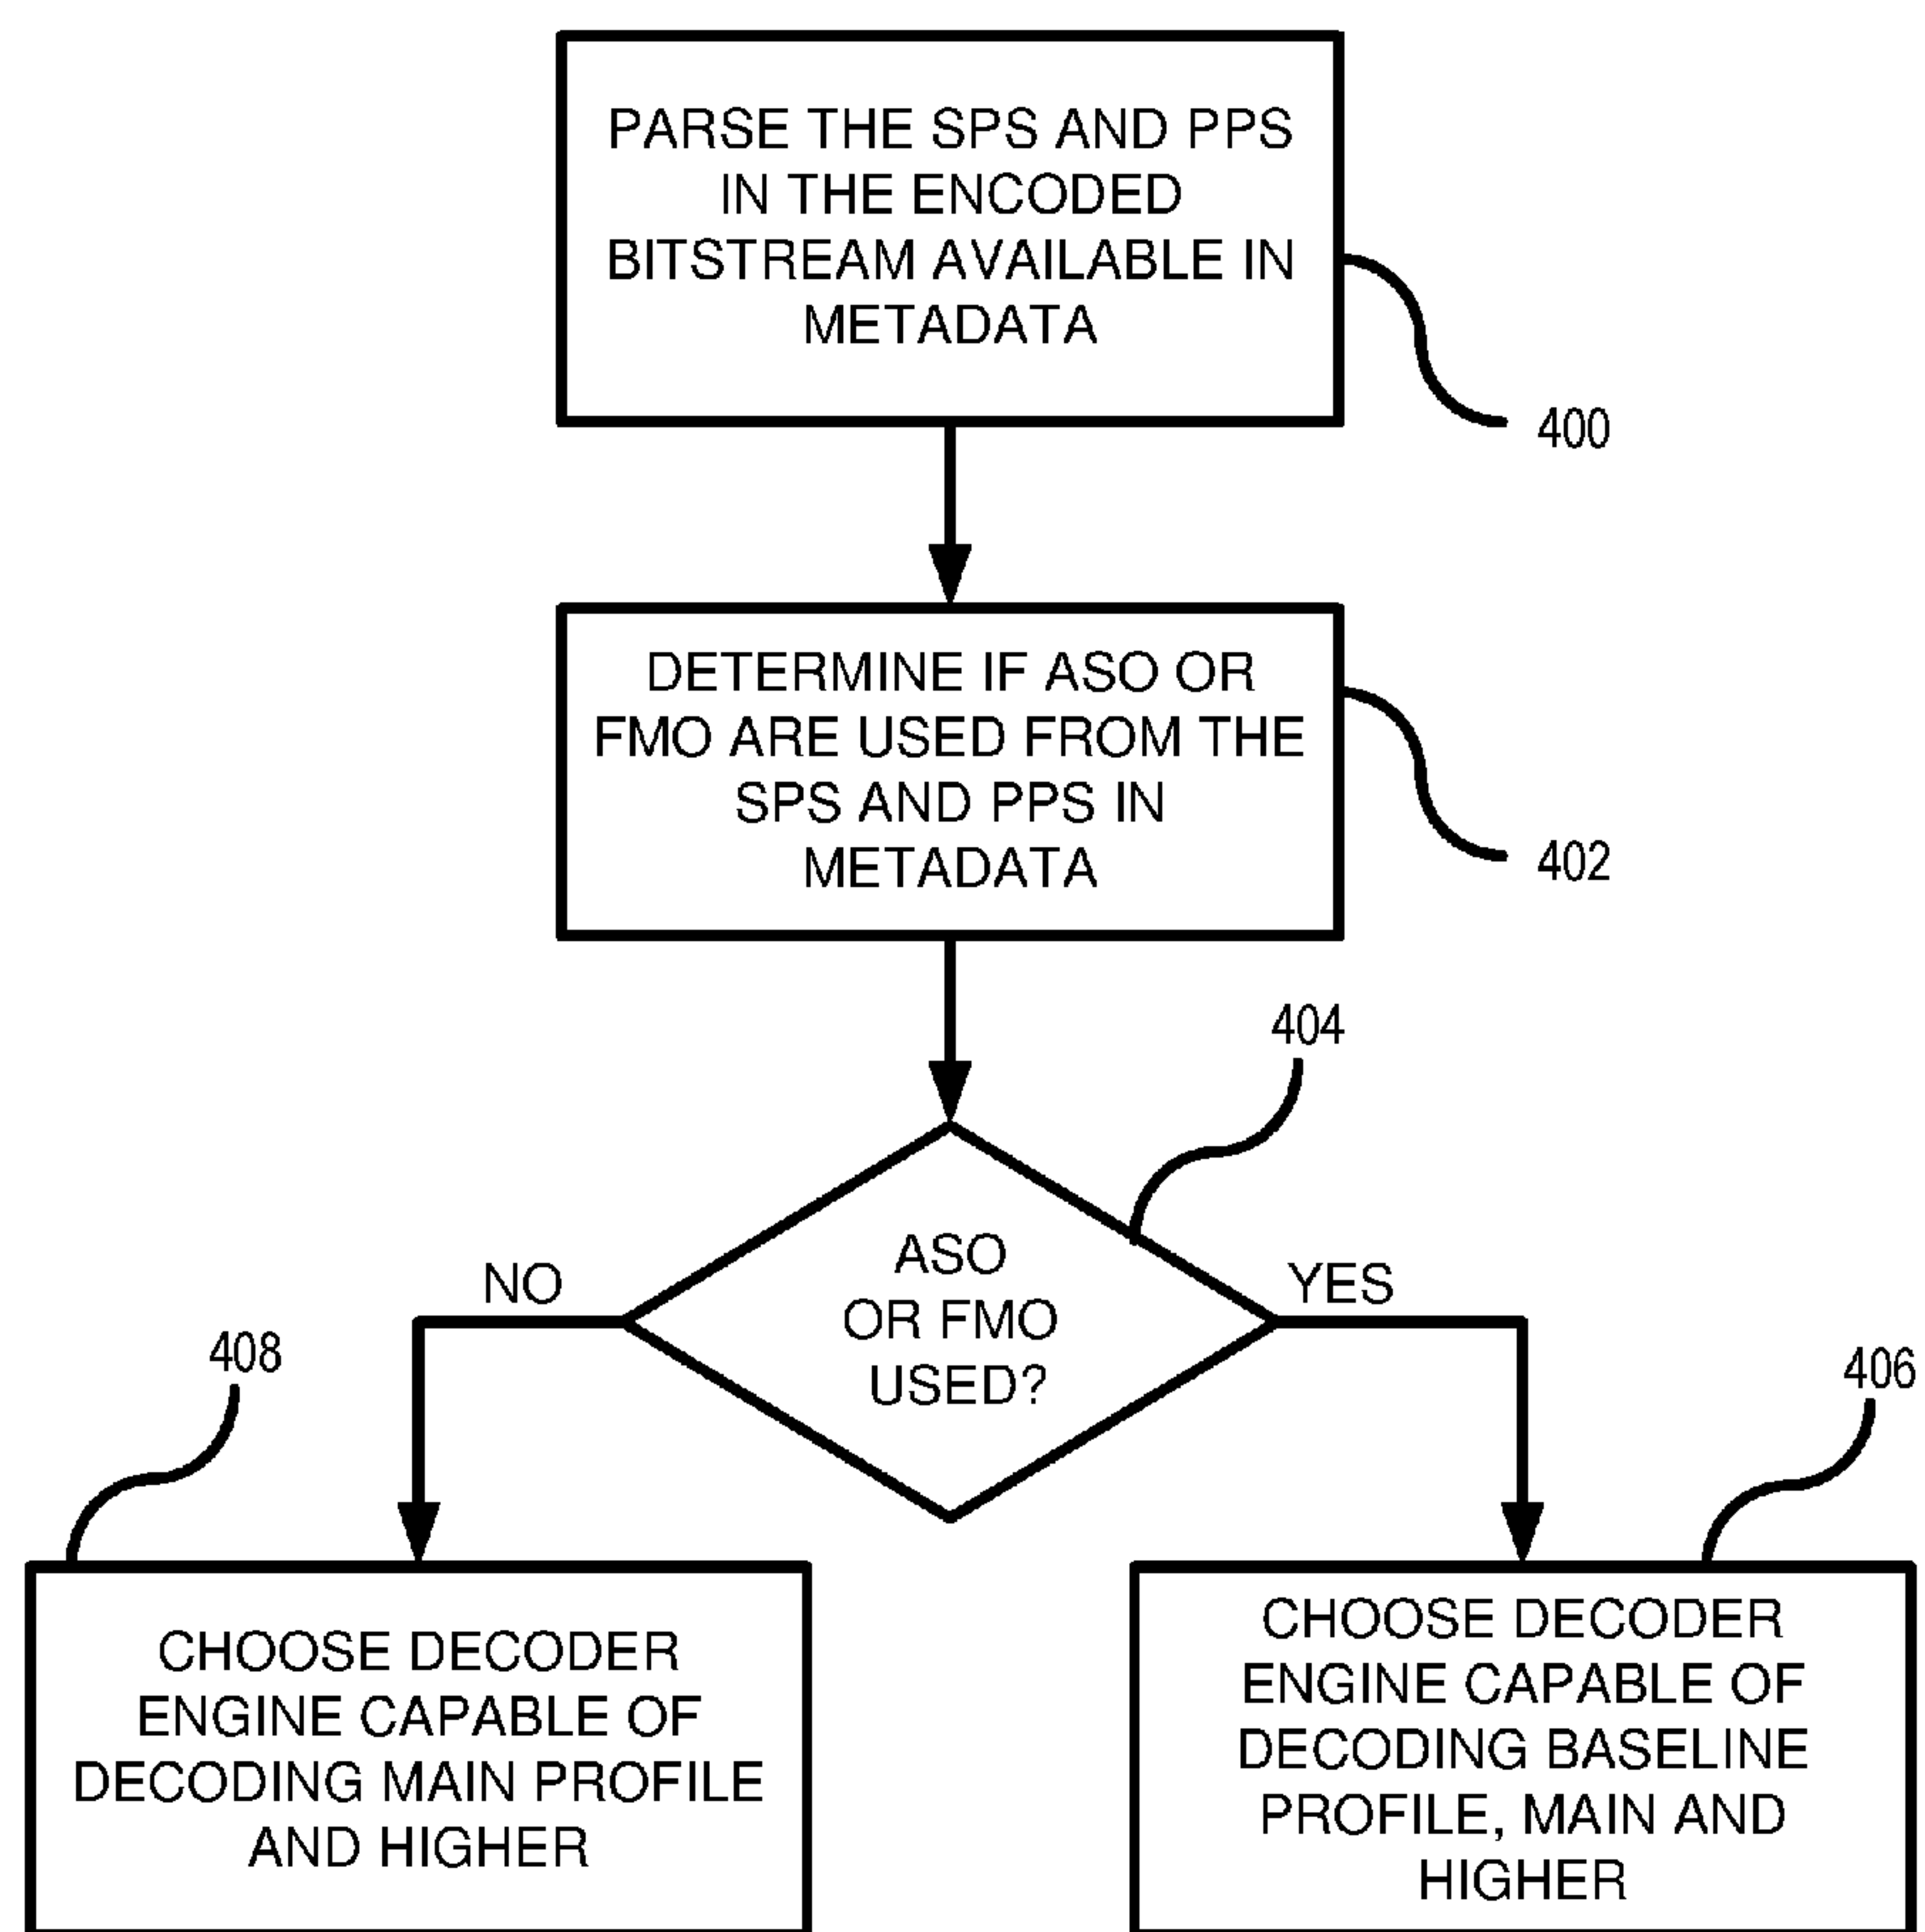 PARSE THE SPS AND PPS
IN THE ENCODED
BITSTREAM AVAILABLE IN
METADATA
400
DETERMINE IF ASO OR
FMO ARE USED FROM THE
SPS AND PPS IN
METADATA
402
404
ASO
OR FMO
USED?
NO
YES
408
406
CHOOSE DECODER
ENGINE CAPABLE OF
DECODING MAIN PROFILE
AND HIGHER
CHOOSE DECODER
ENGINE CAPABLE OF
DECODING BASELINE
PROFILE, MAIN AND
HIGHER